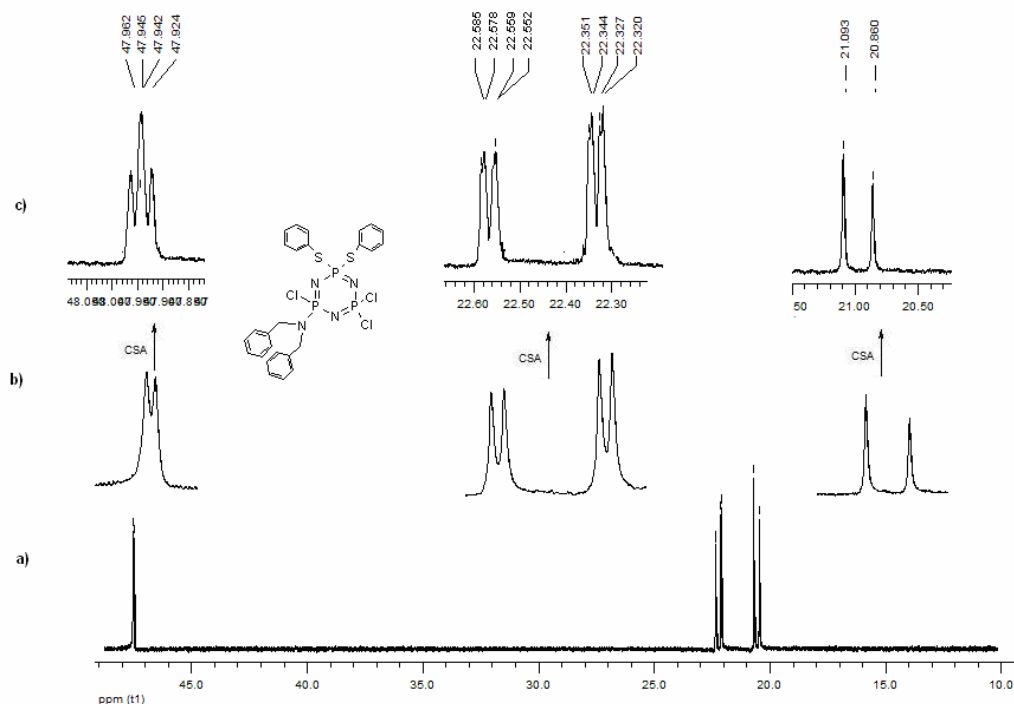 47.962
47.945
47.942
47.924
22.585
22.578
22.559
22.552
22.351
22.344
22.327
22.320
21.093
20.860
c)
22.60 22.50 22.40 22.30
50 21.00 20.50
S S
P
N N
Cl P P Cl
N N Cl
CSA
CSA
CSA
b)
a)
45.0 40.0 35.0 30.0 25.0 20.0 15.0 10.0
ppm (t1)